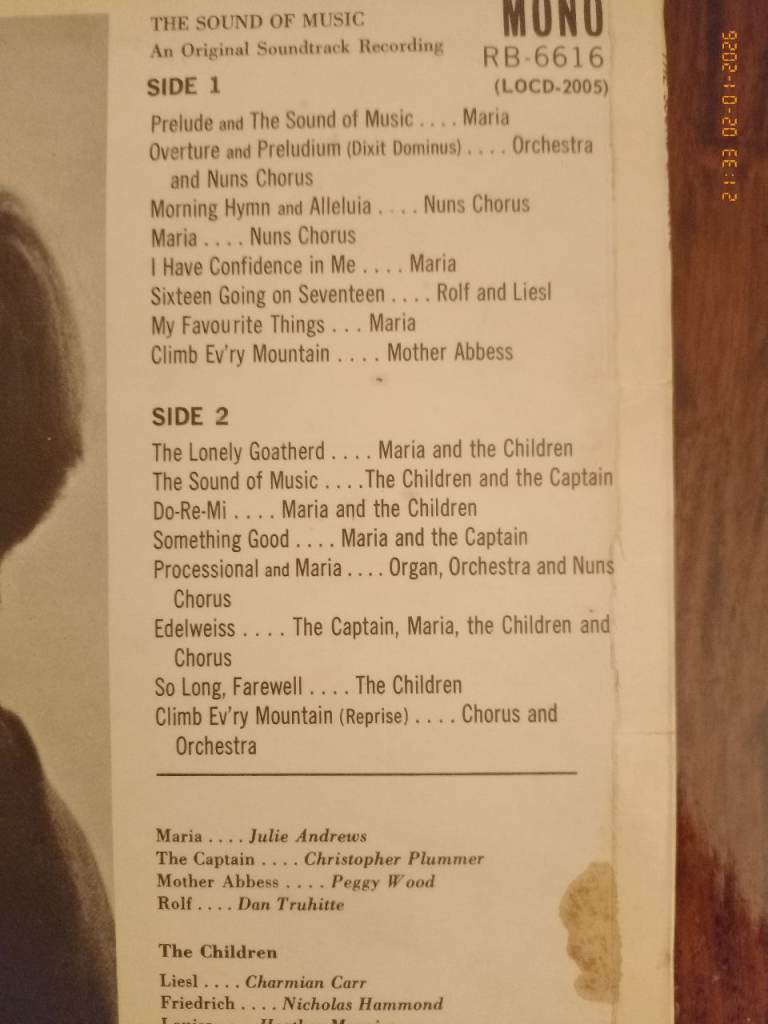 THE SOUND OF MUSIC
An Original Soundtrack Recording
MONO
RB-6616
(LOCD-2005)
SIDE 1
Prelude and The Sound of Music .... Maria
Overture and Preludium (Dixit Dominus) .... Orchestra
and Nuns Chorus
Morning Hymn and Alleluia .... Nuns Chorus
Maria .... Nuns Chorus
I Have Confidence in Me .... Maria
Sixteen Going on Seventeen .... Rolf and Liesl
My Favourite Things ... Maria
Climb Ev'ry Mountain .... Mother Abbess
SIDE 2
The Lonely Goatherd .... Maria and the Children
The Sound of Music ....The Children and the Captain
Do-Re-Mi .... Maria and the Children
Something Good .... Maria and the Captain
Processional and Maria .... Organ, Orchestra and Nuns
Chorus
Edelweiss .... The Captain, Maria, the Children and
Chorus
So Long, Farewell .... The Children
Climb Ev'ry Mountain (Reprise) .... Chorus and
Orchestra
Maria .... Julie Andrews
The Captain .... Christopher Plummer
Mother Abbess .... Peggy Wood
Rolf .... Dan Truhitte
The Children
Liesl .... Charmian Carr
Friedrich .... Nicholas Hammond
21:33 02-01-2026